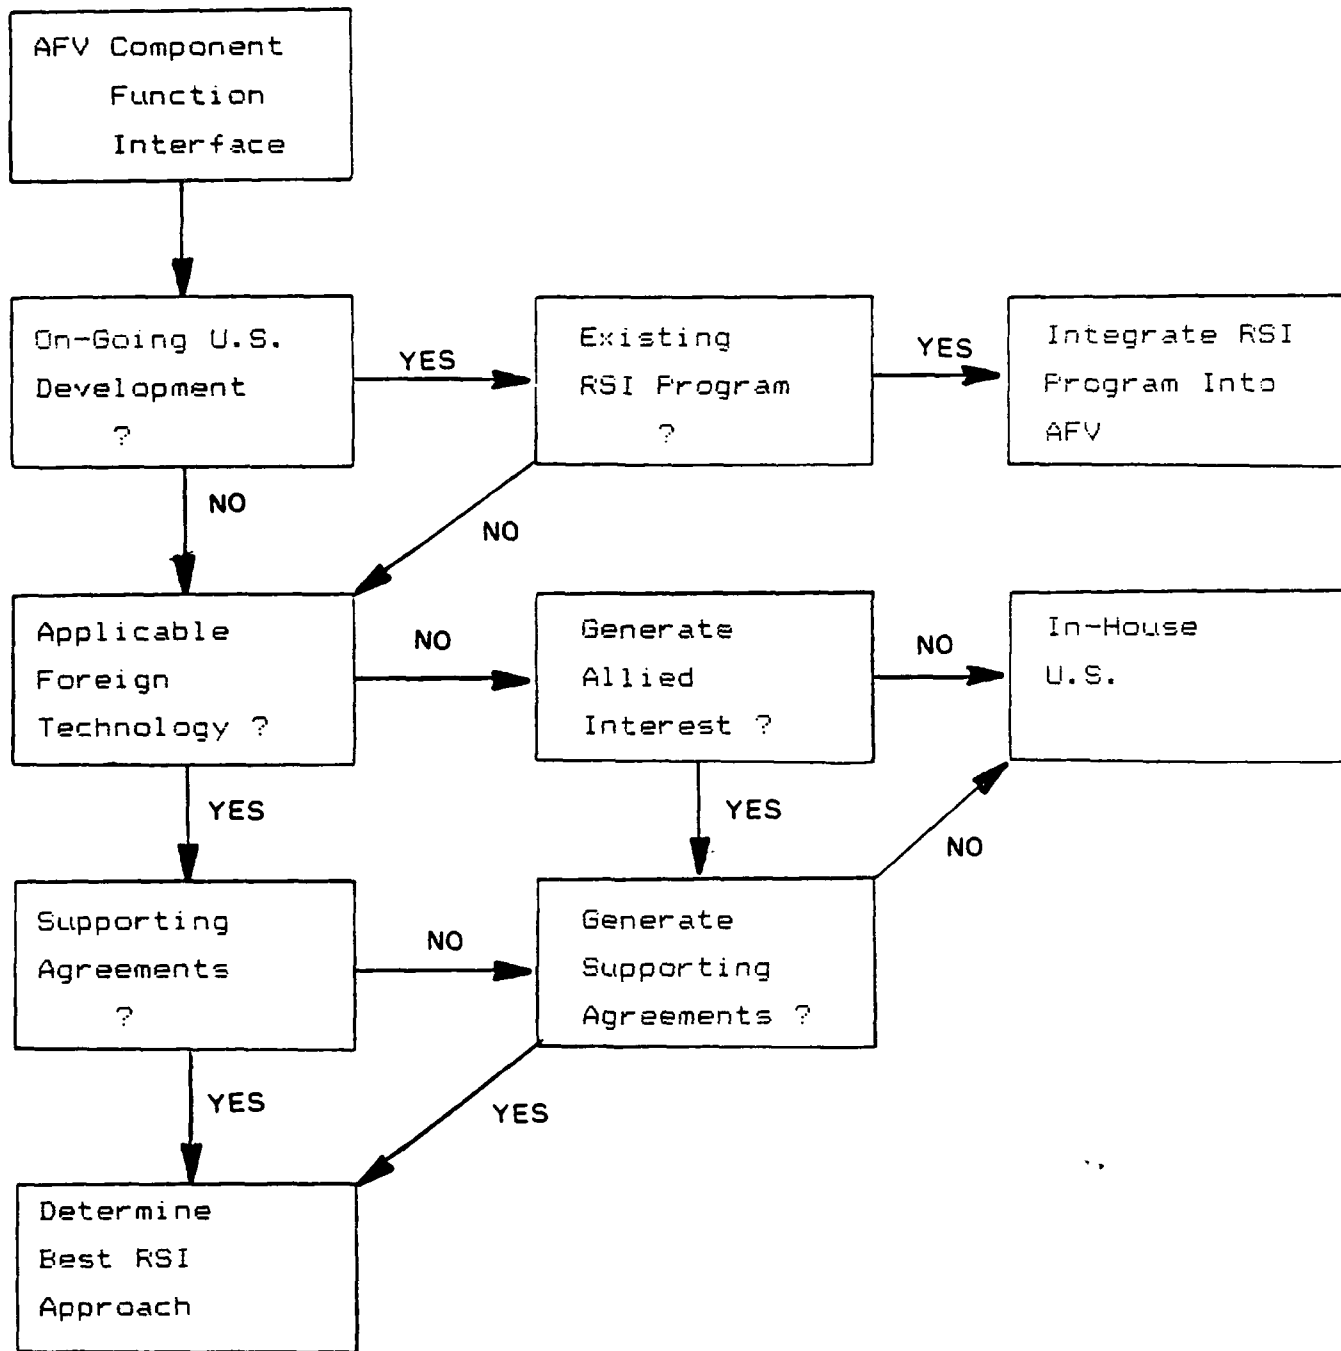 AFV Component
Function
Interface
On-Going U.S.
Development
?
YES
Existing
RSI Program
?
YES
Integrate RSI
Program Into
AFV
NO
NO
Applicable
Foreign
Technology ?
NO
Generate
Allied
Interest ?
NO
In-House
U.S.
YES
YES
NO
Supporting
Agreements
?
NO
Generate
Supporting
Agreements ?
YES
YES
Determine
Best RSI
Approach